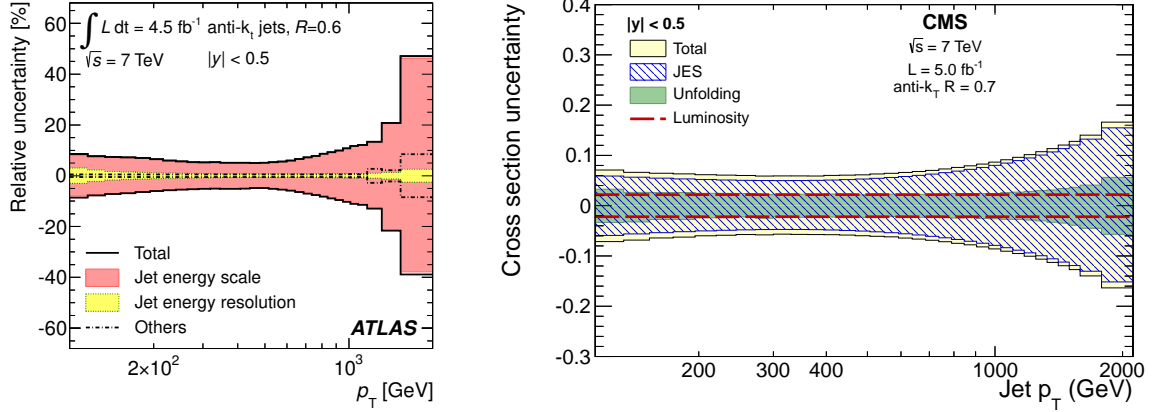 Relative uncertainty [%]
60
40
20
0
-20
-40
-60
∫ L dt = 4.5 fb⁻¹ anti-kₜ jets, R=0.6
√s = 7 TeV |y| < 0.5
Total
Jet energy scale
Jet energy resolution
Others
ATLAS
2×10²
10³
p_T [GeV]
Cross section uncertainty
0.4
0.3
0.2
0.1
0
-0.1
-0.2
-0.3
|y| < 0.5
Total
JES
Unfolding
Luminosity
CMS
√s = 7 TeV
L = 5.0 fb⁻¹
anti-k_T R = 0.7
200 300 400 1000 2000
Jet p_T (GeV)